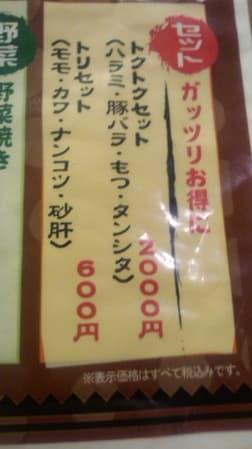 セット
ガッツリお得に
トクトクセット
〈ハラミ・豚バラ・もつ・タンシタ〉
2000円
トリセット
〈モモ・カワ・ナンコツ・砂肝〉
600円
野菜
野菜焼き
※表示価格はすべて税込みです。